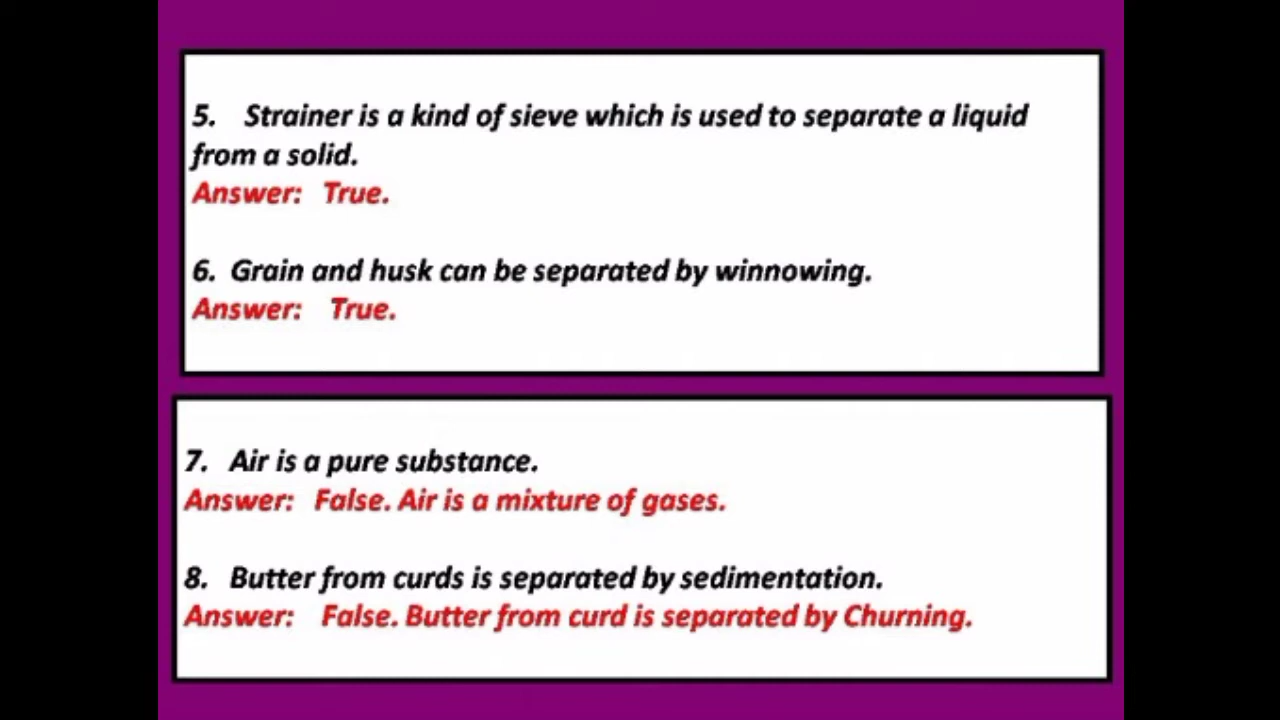 5. Strainer is a kind of sieve which is used to separate a liquid
from a solid.
Answer: True.
6. Grain and husk can be separated by winnowing.
Answer: True.
7. Air is a pure substance.
Answer: False. Air is a mixture of gases.
8. Butter from curds is separated by sedimentation.
Answer: False. Butter from curd is separated by Churning.